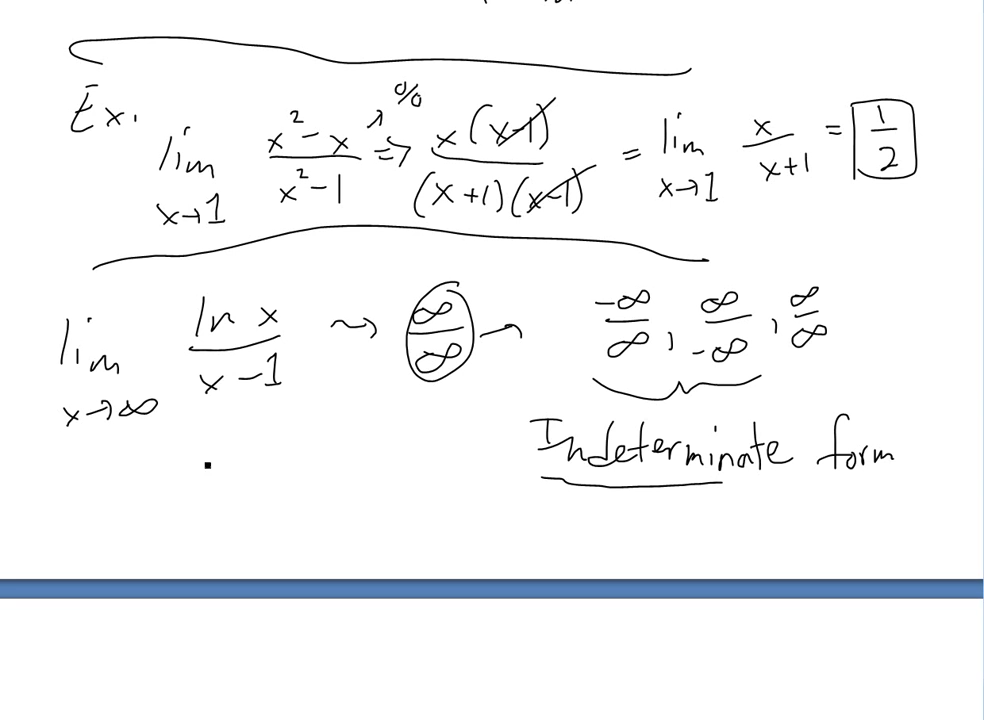 Ex. lim x→1 (x² - x)/(x² - 1) ⇒ 0/0 x(x-1)/((x+1)(x-1)) = lim x→1 x/(x+1) = 1/2
lim x→∞ (ln x)/(x-1) ⇝ ∞/∞ → -∞/∞, ∞/-∞, ∞/∞
Indeterminate form